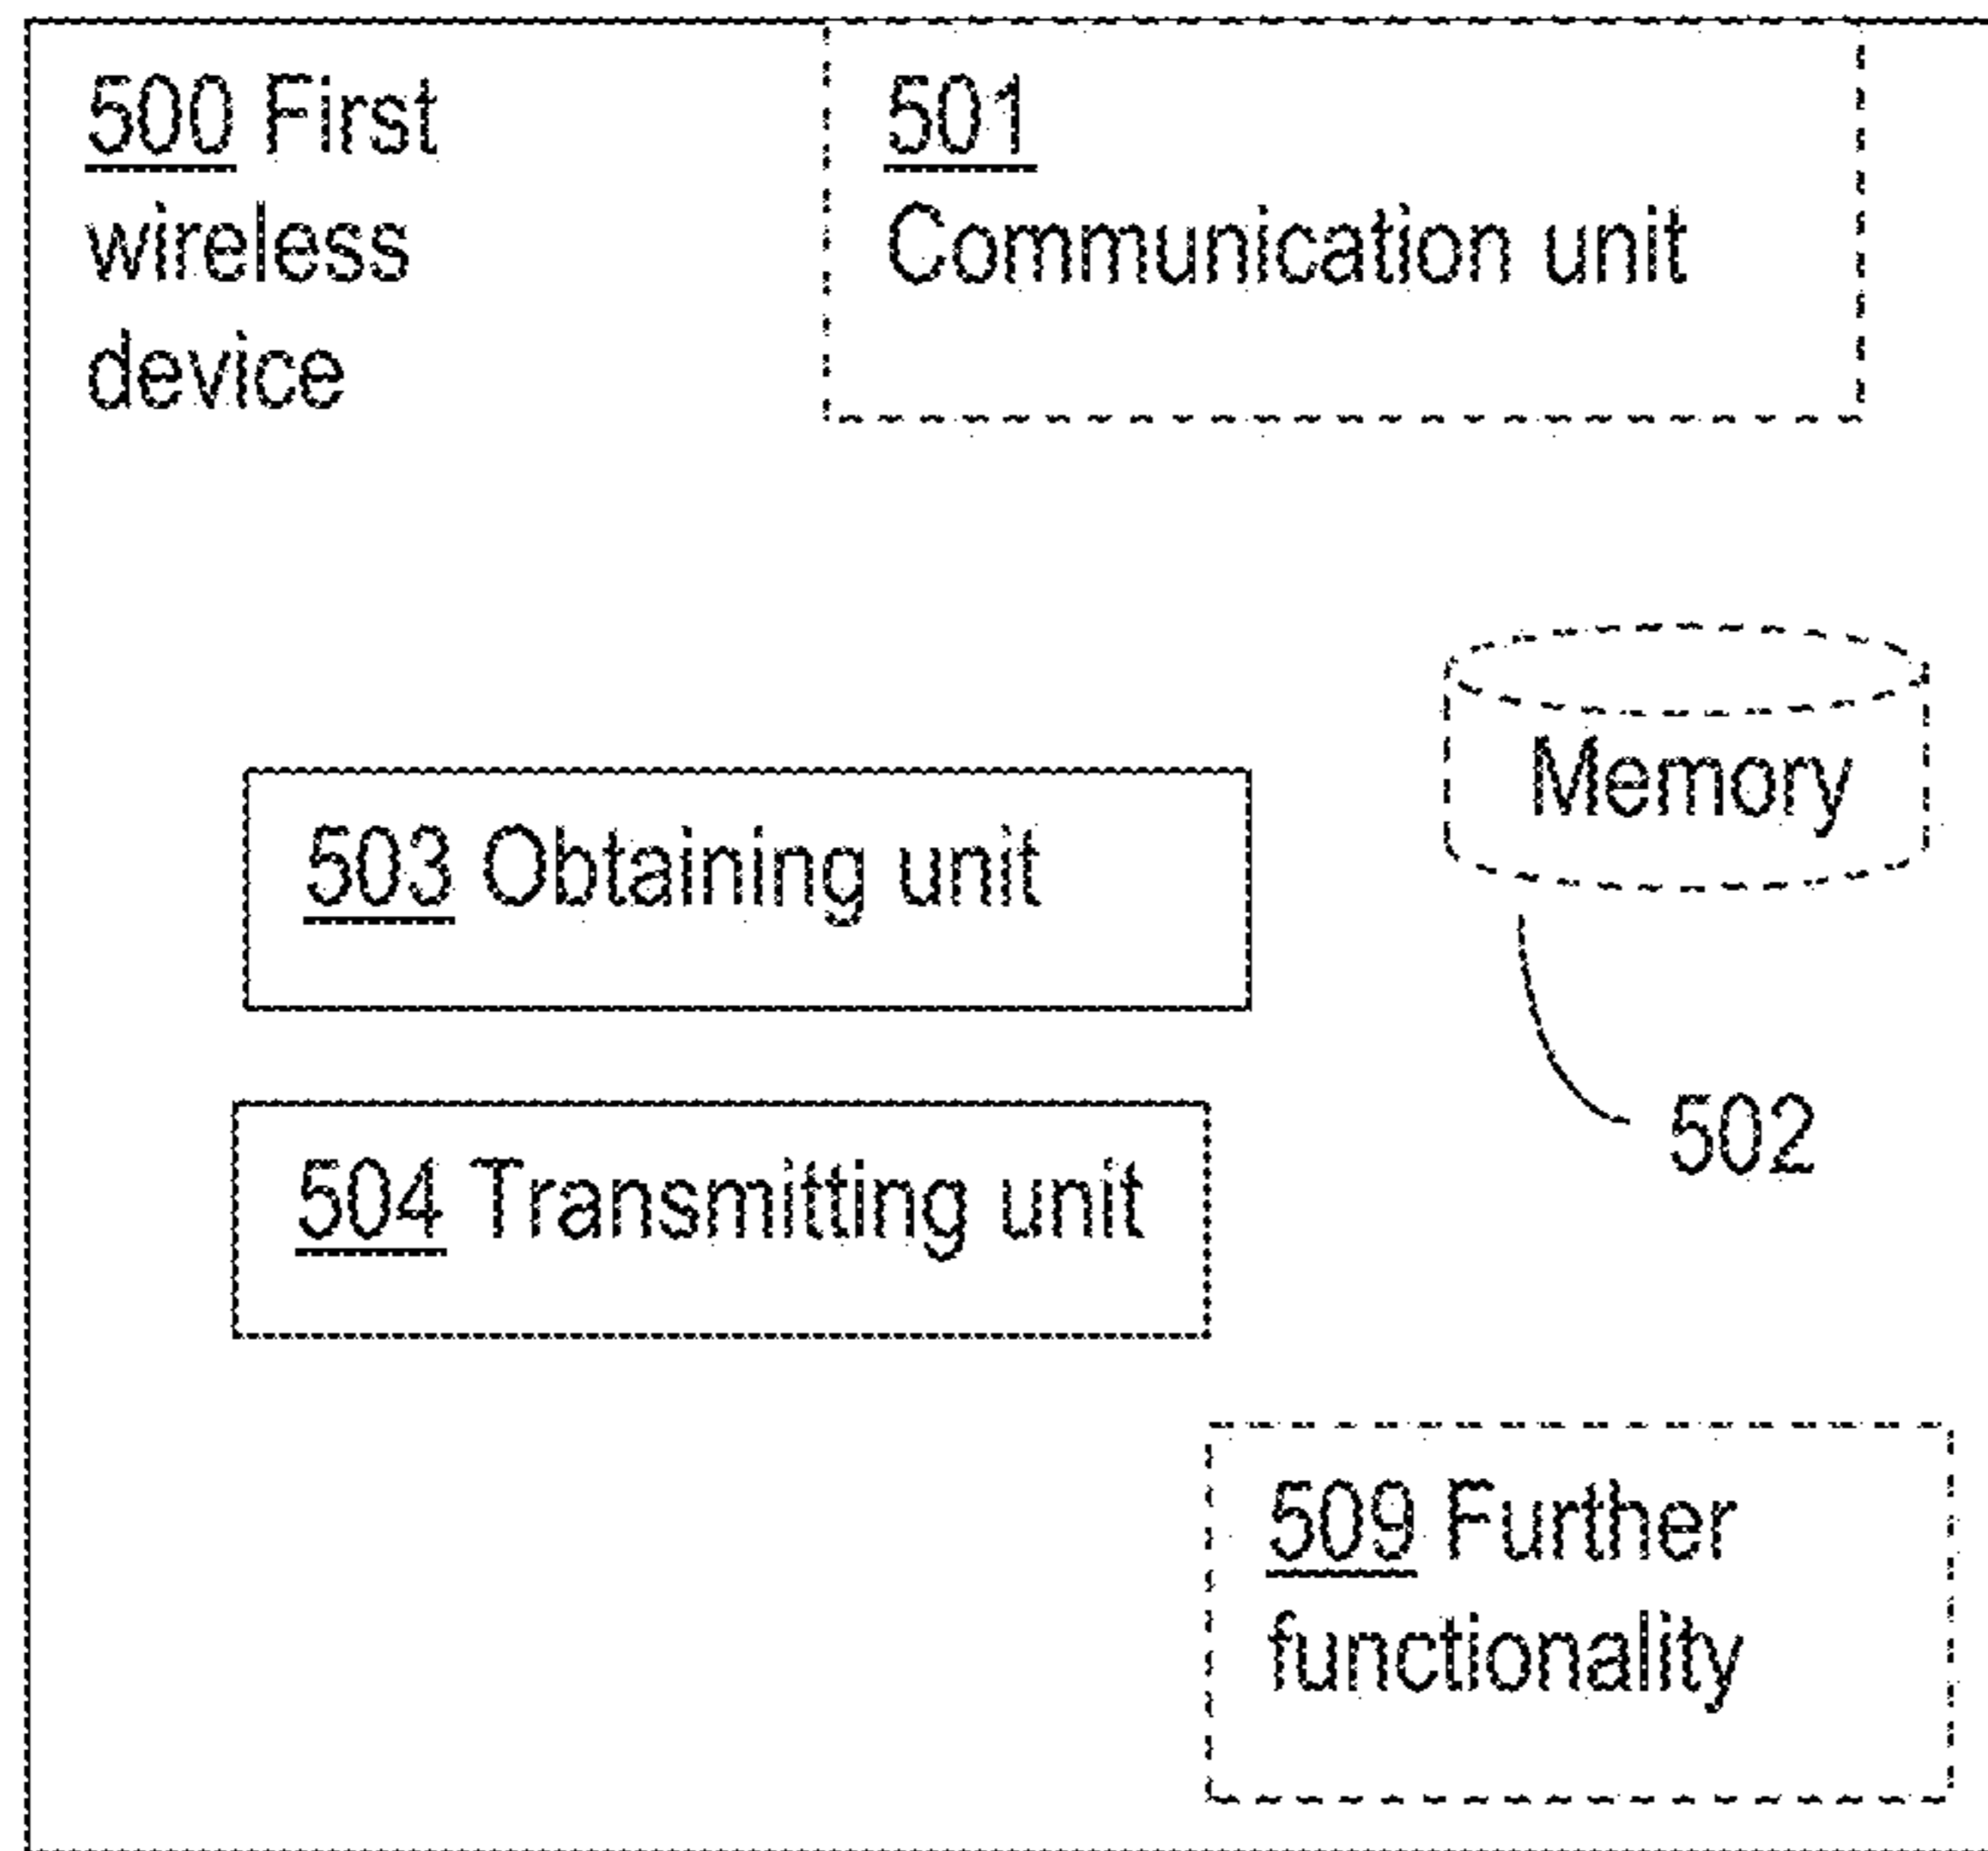 500 First
wireless
device
501
Communication unit
Memory
503 Obtaining unit
502
504 Transmitting unit
509 Further
functionality